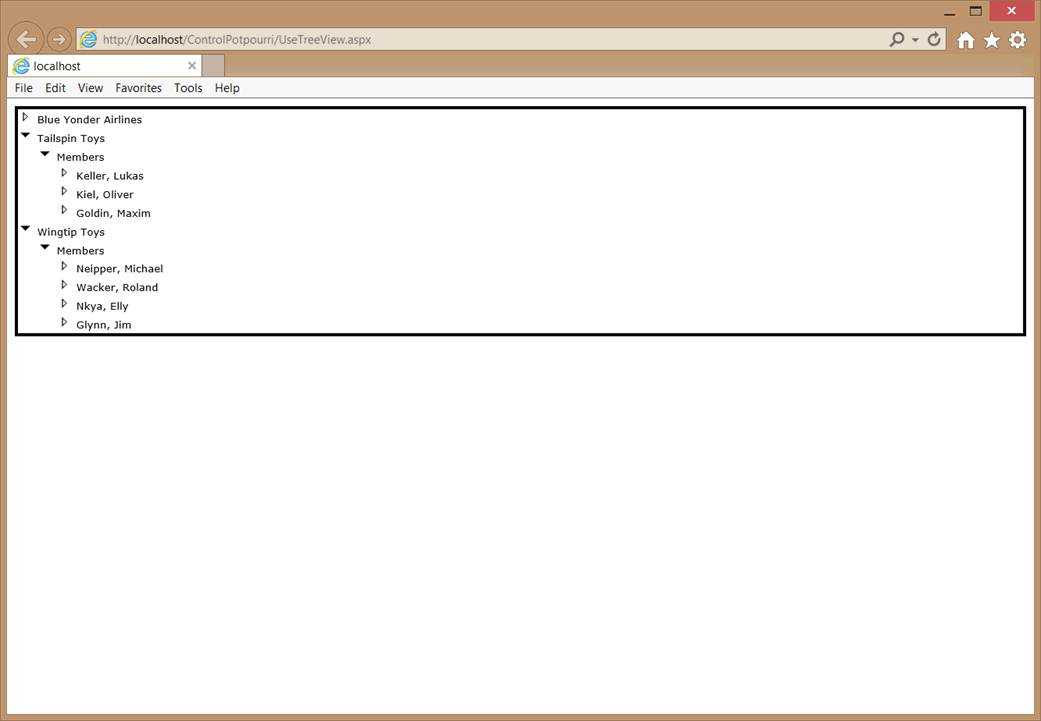 http://localhost/ControlPotpourri/UseTreeView.aspx
localhost
File Edit View Favorites Tools Help
Blue Yonder Airlines
Tailspin Toys
Members
Keller, Lukas
Kiel, Oliver
Goldin, Maxim
Wingtip Toys
Members
Neipper, Michael
Wacker, Roland
Nkya, Elly
Glynn, Jim